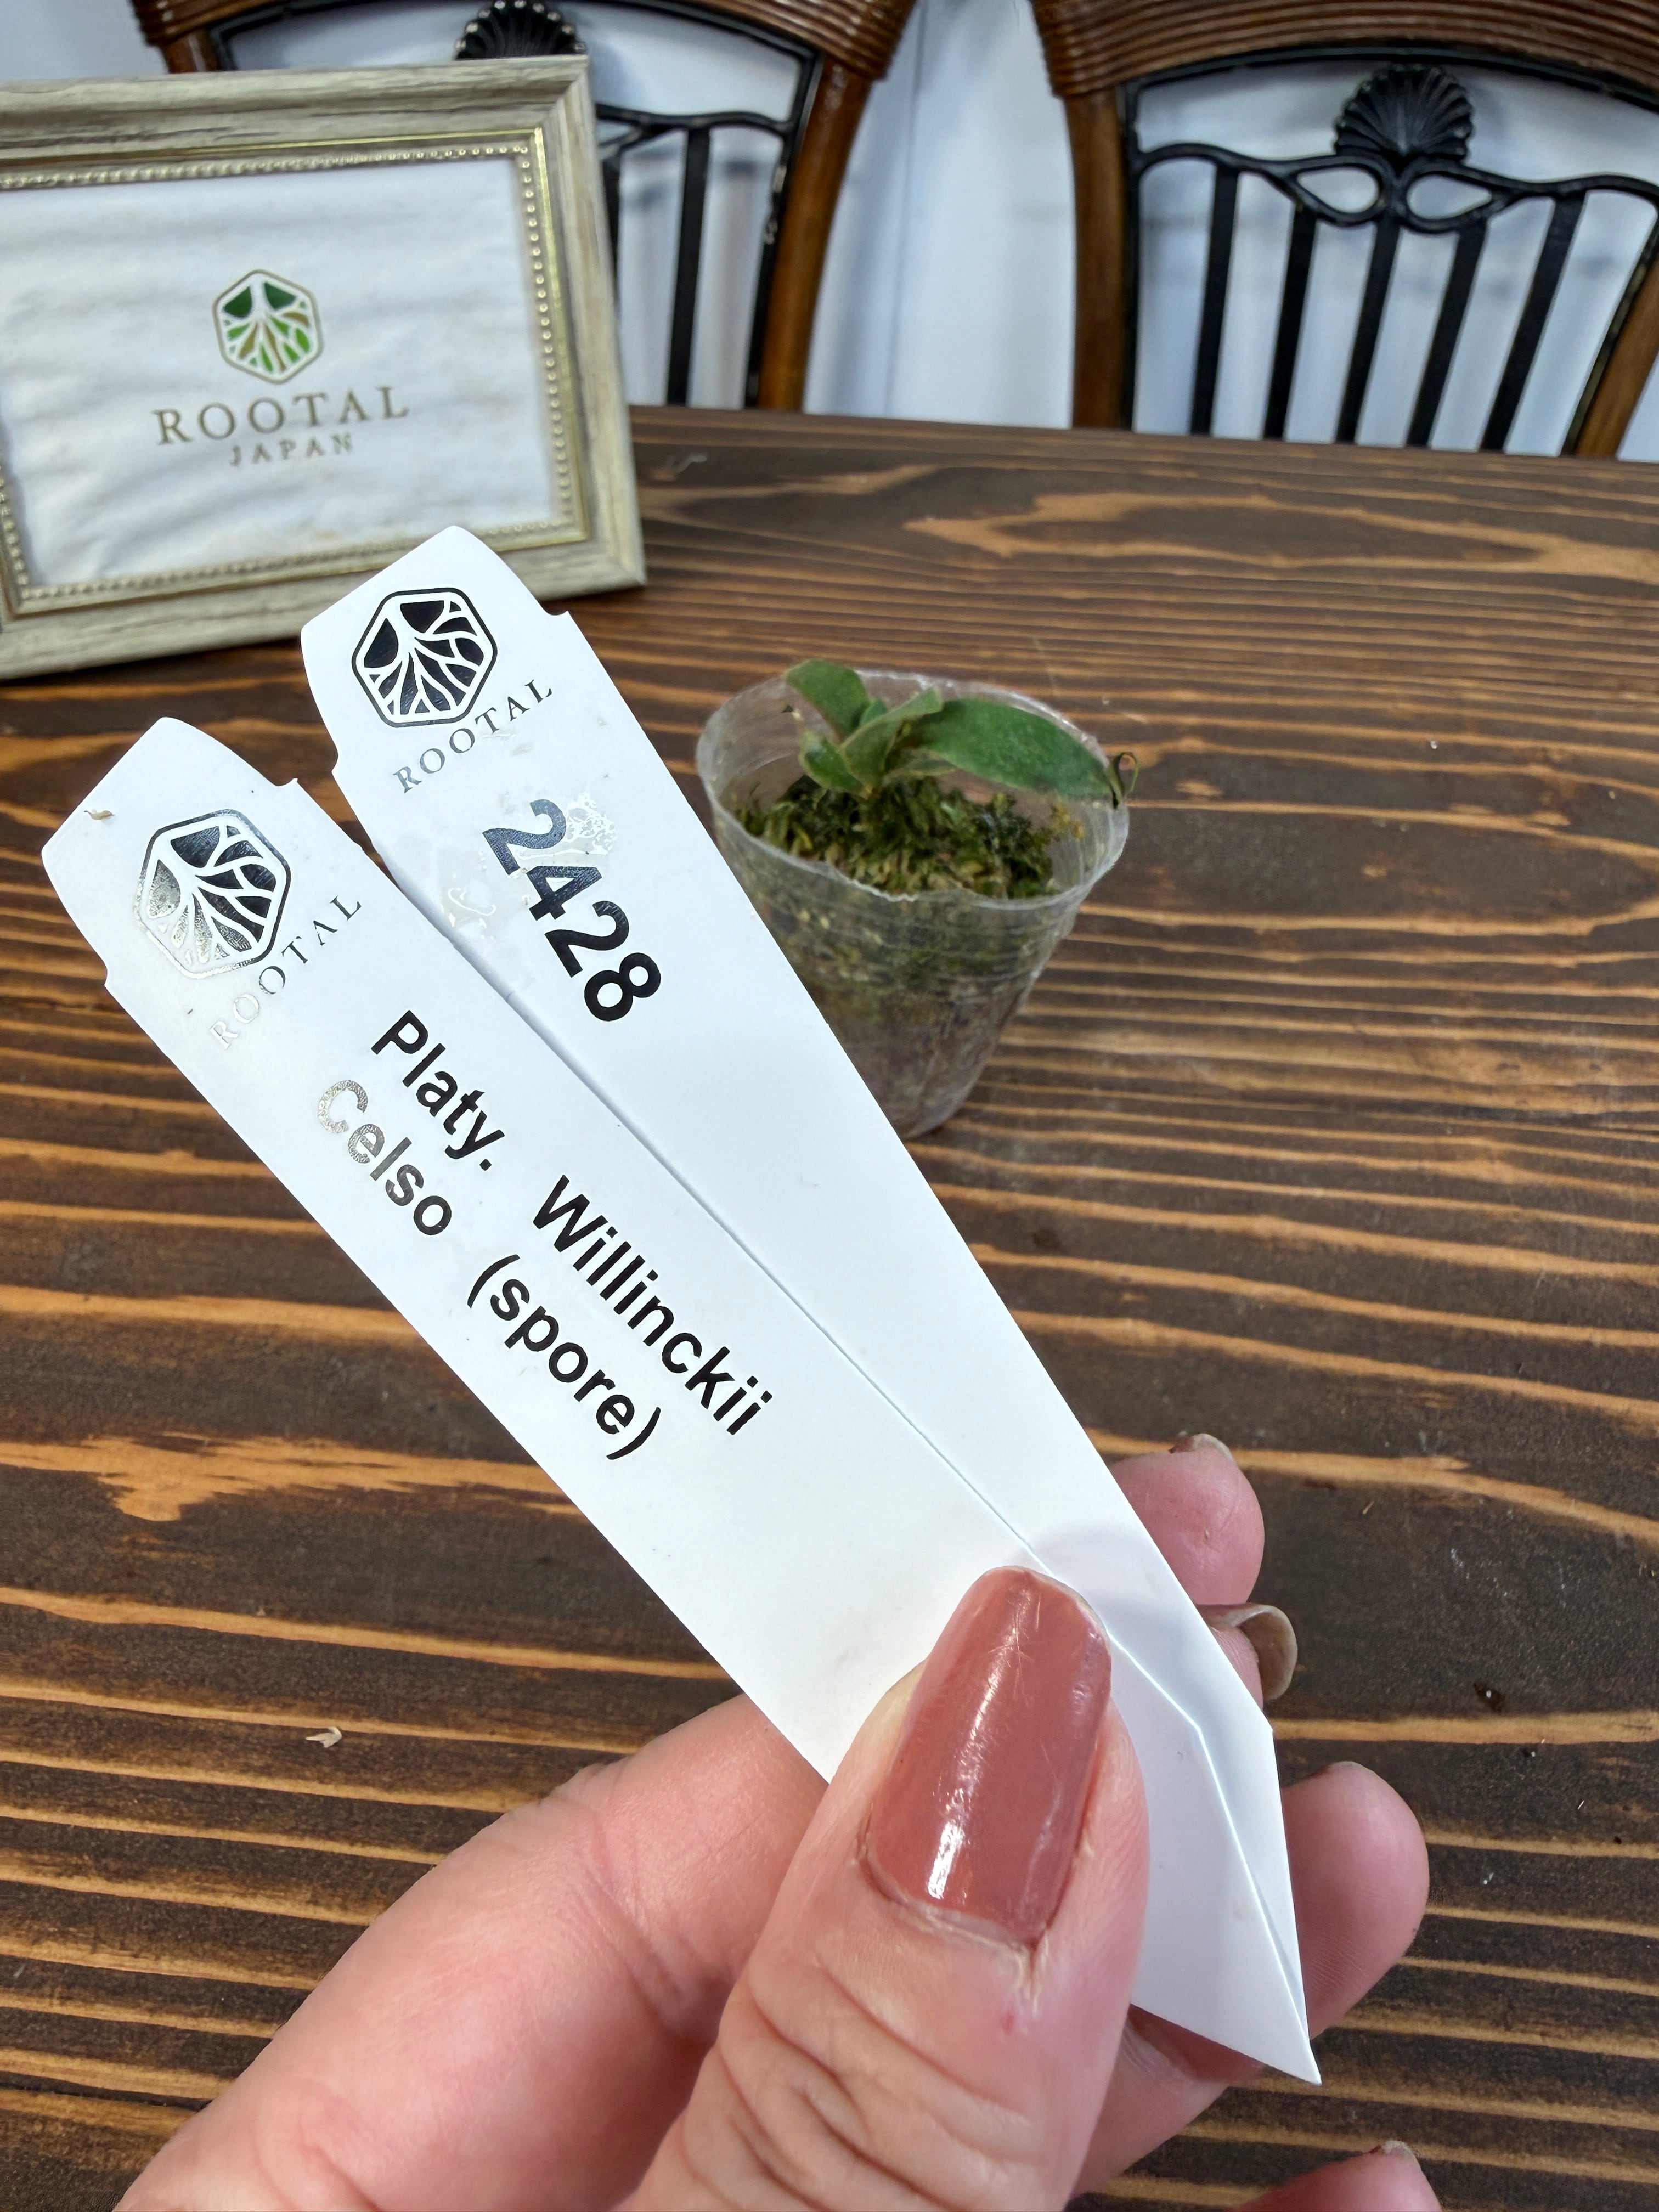 ROOTAL
JAPAN
ROOTAL
2428
ROOTAL
Platy. Willinckii
Celso (spore)